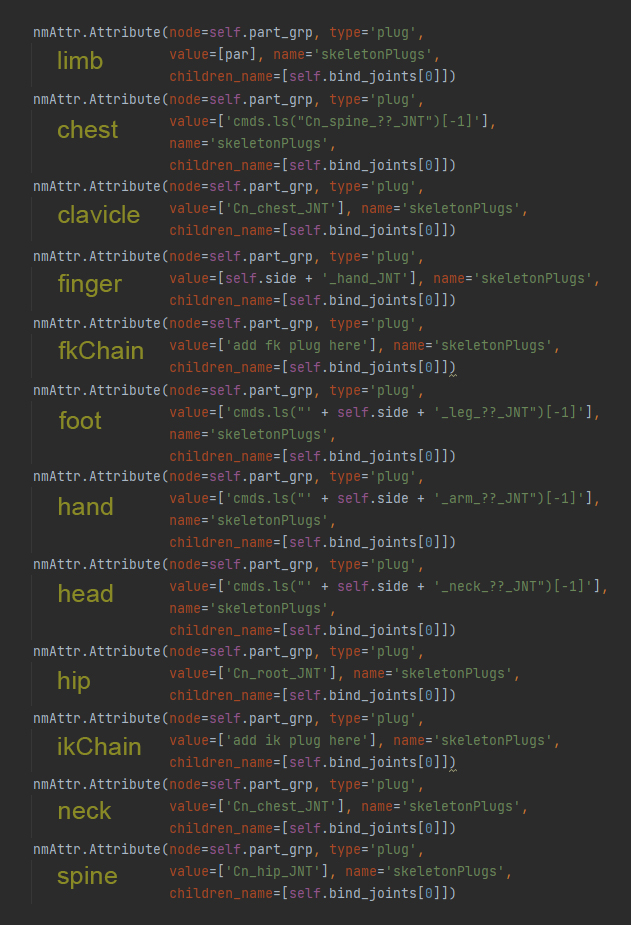 nmAttr.Attribute(node=self.part_grp, type='plug',
limb
value=[par], name='skeletonPlugs',
children_name=[self.bind_joints[0]])
nmAttr.Attribute(node=self.part_grp, type='plug',
chest
value=['cmds.ls("Cn_spine_??_JNT")[-1]'],
name='skeletonPlugs',
children_name=[self.bind_joints[0]])
nmAttr.Attribute(node=self.part_grp, type='plug',
clavicle
value=['Cn_chest_JNT'], name='skeletonPlugs',
children_name=[self.bind_joints[0]])
nmAttr.Attribute(node=self.part_grp, type='plug',
finger
value=[self.side + '_hand_JNT'], name='skeletonPlugs',
children_name=[self.bind_joints[0]])
nmAttr.Attribute(node=self.part_grp, type='plug',
fkChain
value=['add fk plug here'], name='skeletonPlugs',
children_name=[self.bind_joints[0]])
nmAttr.Attribute(node=self.part_grp, type='plug',
foot
value=['cmds.ls("' + self.side + '_leg_??_JNT")[-1]'],
name='skeletonPlugs',
children_name=[self.bind_joints[0]])
nmAttr.Attribute(node=self.part_grp, type='plug',
hand
value=['cmds.ls("' + self.side + '_arm_??_JNT")[-1]'],
name='skeletonPlugs',
children_name=[self.bind_joints[0]])
nmAttr.Attribute(node=self.part_grp, type='plug',
head
value=['cmds.ls("' + self.side + '_neck_??_JNT")[-1]'],
name='skeletonPlugs',
children_name=[self.bind_joints[0]])
nmAttr.Attribute(node=self.part_grp, type='plug',
hip
value=['Cn_root_JNT'], name='skeletonPlugs',
children_name=[self.bind_joints[0]])
nmAttr.Attribute(node=self.part_grp, type='plug',
ikChain
value=['add ik plug here'], name='skeletonPlugs',
children_name=[self.bind_joints[0]])
nmAttr.Attribute(node=self.part_grp, type='plug',
neck
value=['Cn_chest_JNT'], name='skeletonPlugs',
children_name=[self.bind_joints[0]])
nmAttr.Attribute(node=self.part_grp, type='plug',
spine
value=['Cn_hip_JNT'], name='skeletonPlugs',
children_name=[self.bind_joints[0]])